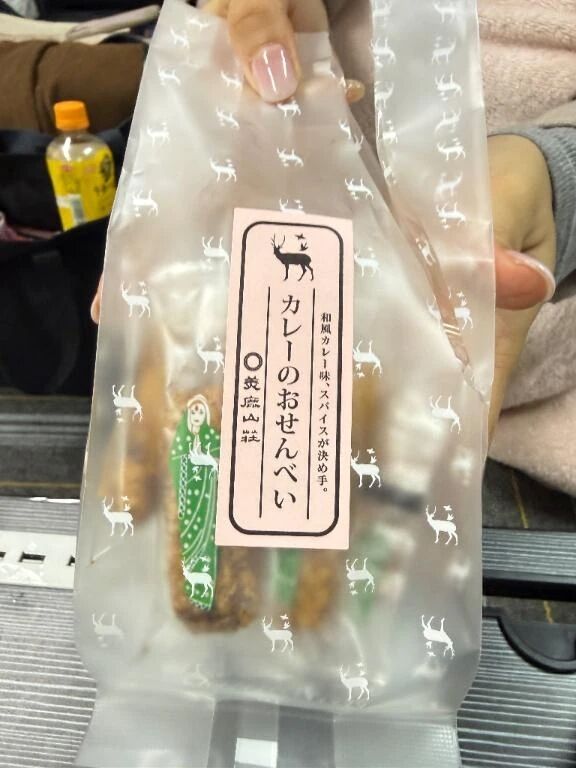 和風カレー味、スパイスが決め手。
カレーのおせんべい
美鹿山荘